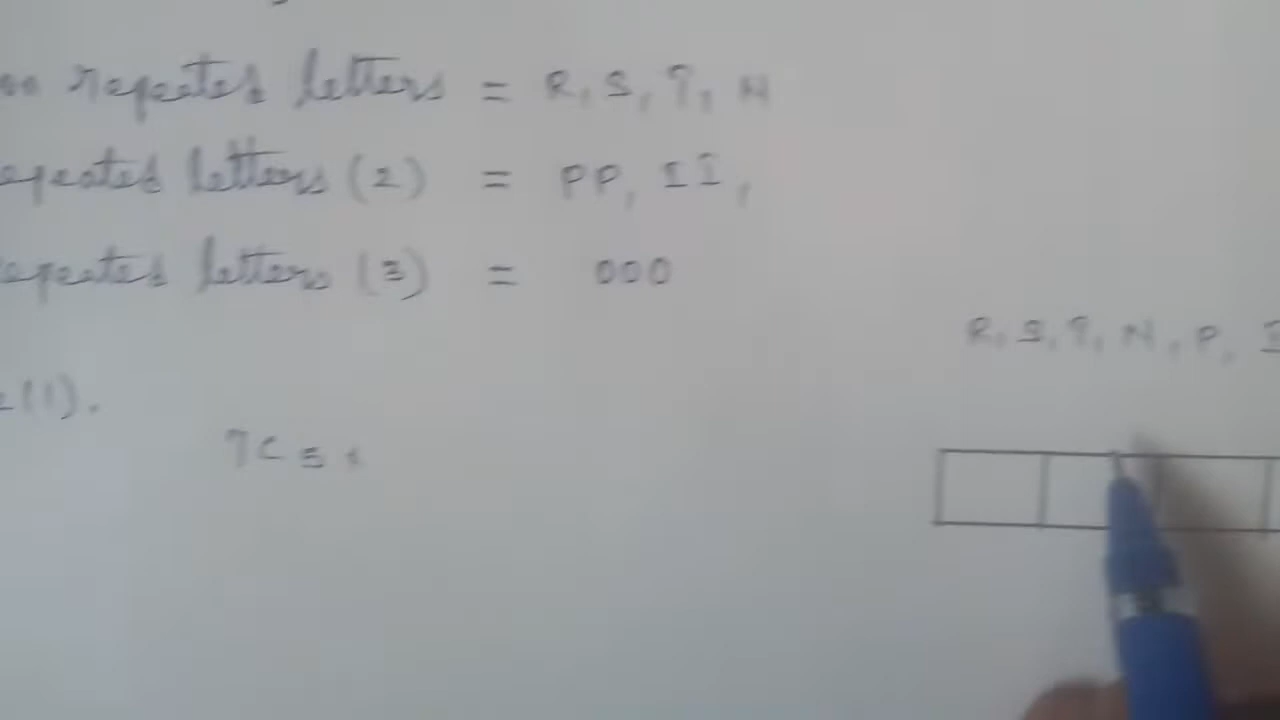 repeated letters = R, S, T, N
repeated letters (2) = PP, II,
repeated letters (3) = OOO
R, S, T, N, P, I
(1).
7C5 ×